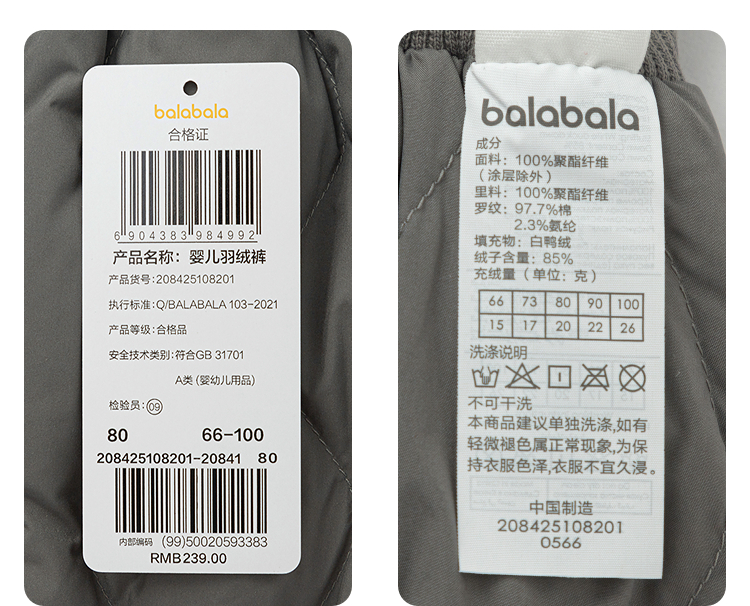 balabala
合格证
6904383984992
产品名称：婴儿羽绒裤
产品货号：208425108201
执行标准：Q/BALABALA 103-2021
产品等级：合格品
安全技术类别：符合GB 31701
A类（婴幼儿用品）
检验员：09
80 66-100
208425108201-20841 80
内部编码 (99)50020593383
RMB239.00
balabala
成分
面料：100%聚酯纤维
（涂层除外）
里料：100%聚酯纤维
罗纹：97.7%棉
2.3%氨纶
填充物：白鸭绒
绒子含量：85%
充绒量（单位：克）
66 73 80 90 100
15 17 20 22 26
洗涤说明
不可干洗
本商品建议单独洗涤,如有
轻微褪色属正常现象,为保
持衣服色泽,衣服不宜久浸。
中国制造
208425108201
0566